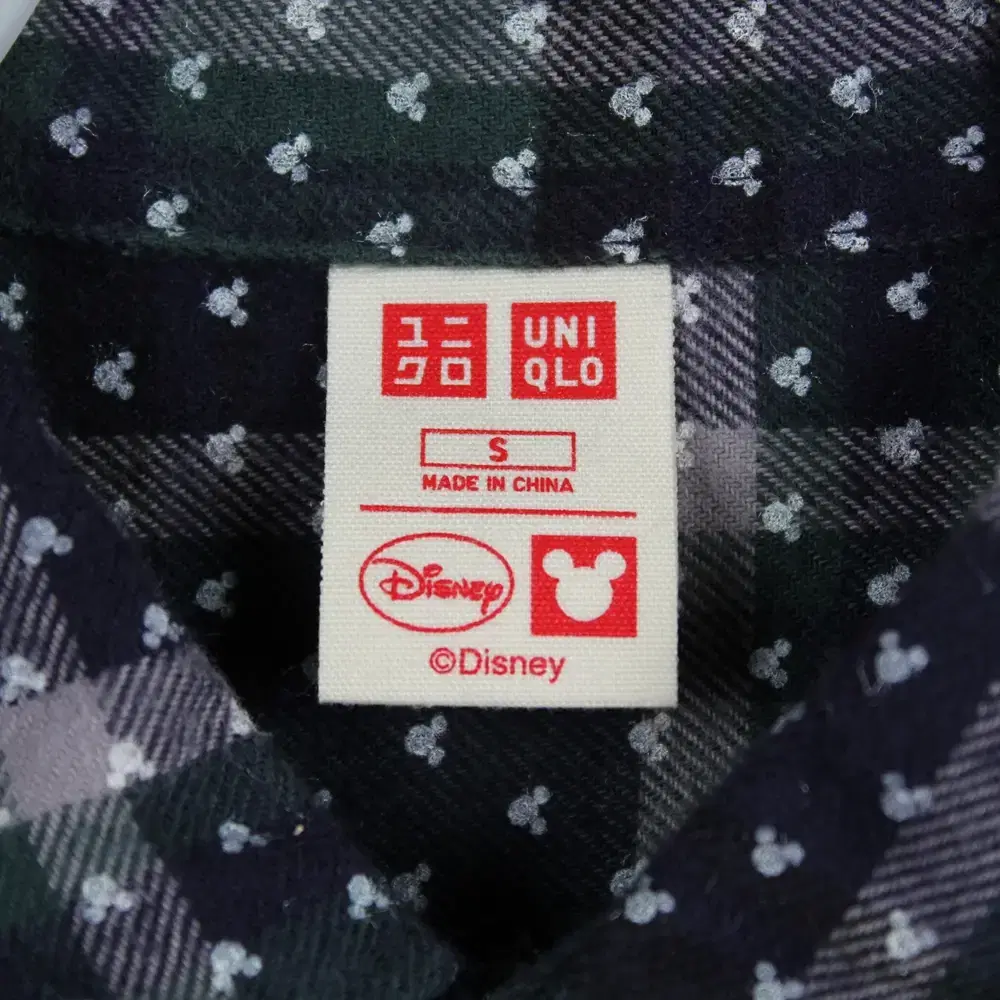 ユニ
クロ
UNI
QLO
S
MADE IN CHINA
Disney
©Disney